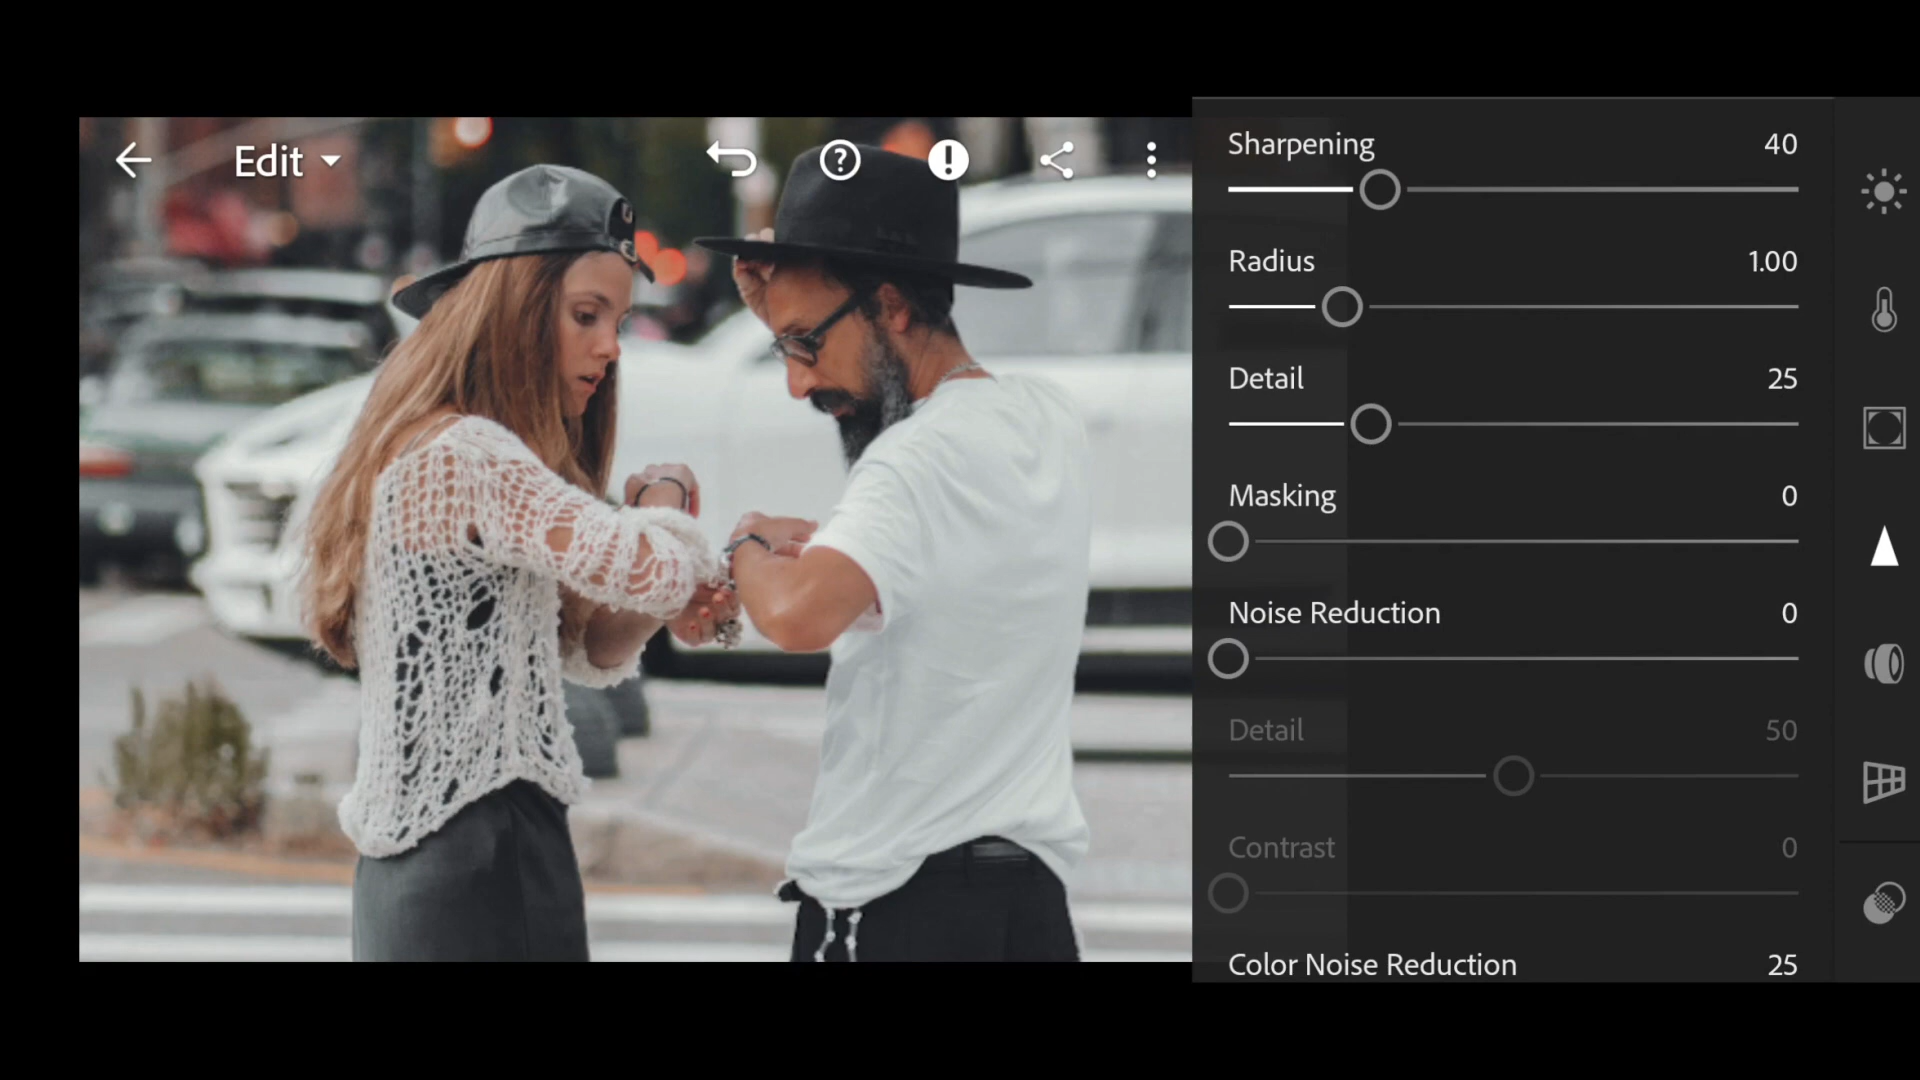 Edit
Sharpening 40
Radius 1.00
Detail 25
Masking 0
Noise Reduction 0
Detail 50
Contrast 0
Color Noise Reduction 25